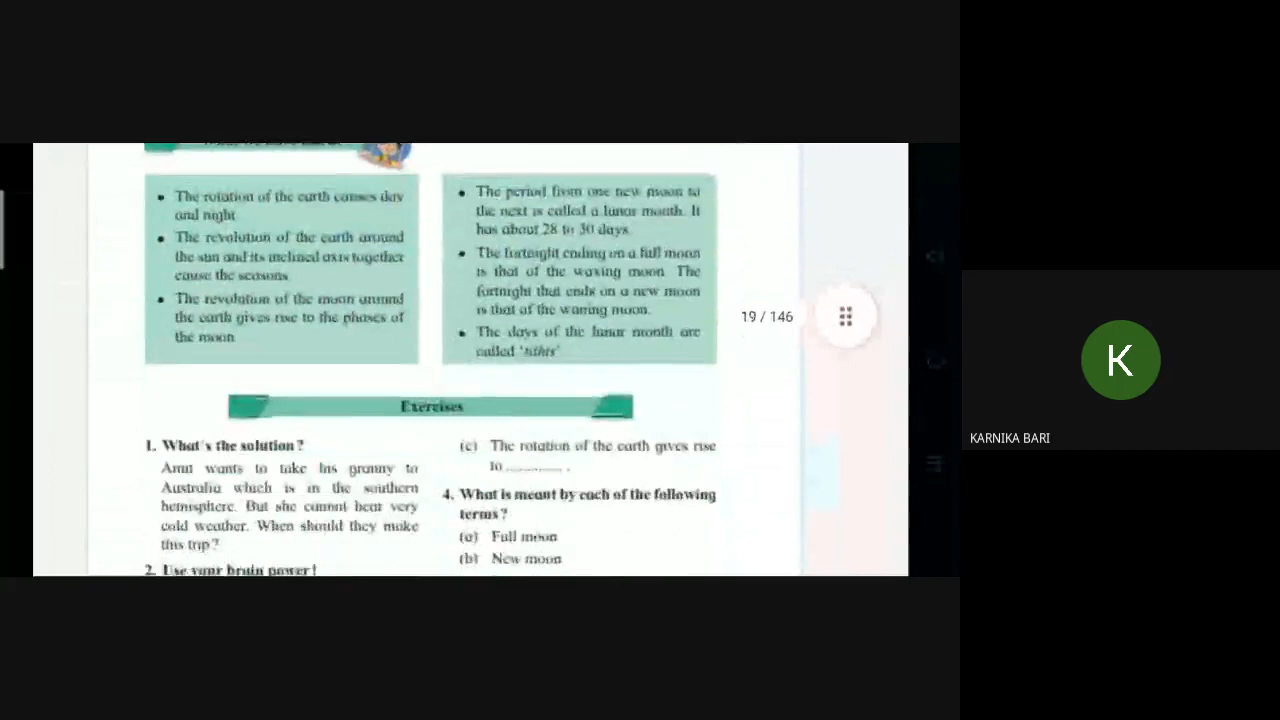 • The rotation of the earth causes day
and night
• The revolution of the earth around
the sun and its inclined axis together
cause the seasons
• The revolution of the moon around
the earth gives rise to the phases of
the moon
• The period from one new moon to
the next is called a lunar month. It
has about 28 to 30 days.
• The fortnight ending on a full moon
is that of the waxing moon. The
fortnight that ends on a new moon
is that of the waning moon.
• The days of the lunar month are
called 'tithis'
19 / 146
Exercises
1. What's the solution?
wants to take his granny to
Australia which is in the southern
hemisphere. But she cannot bear very
cold weather. When should they make
this trip?
2. Use your brain power!
(c) The rotation of the earth gives rise
to ............ .
4. What is meant by each of the following
terms?
(a) Full moon
(b) New moon
K
KARNIKA BARI